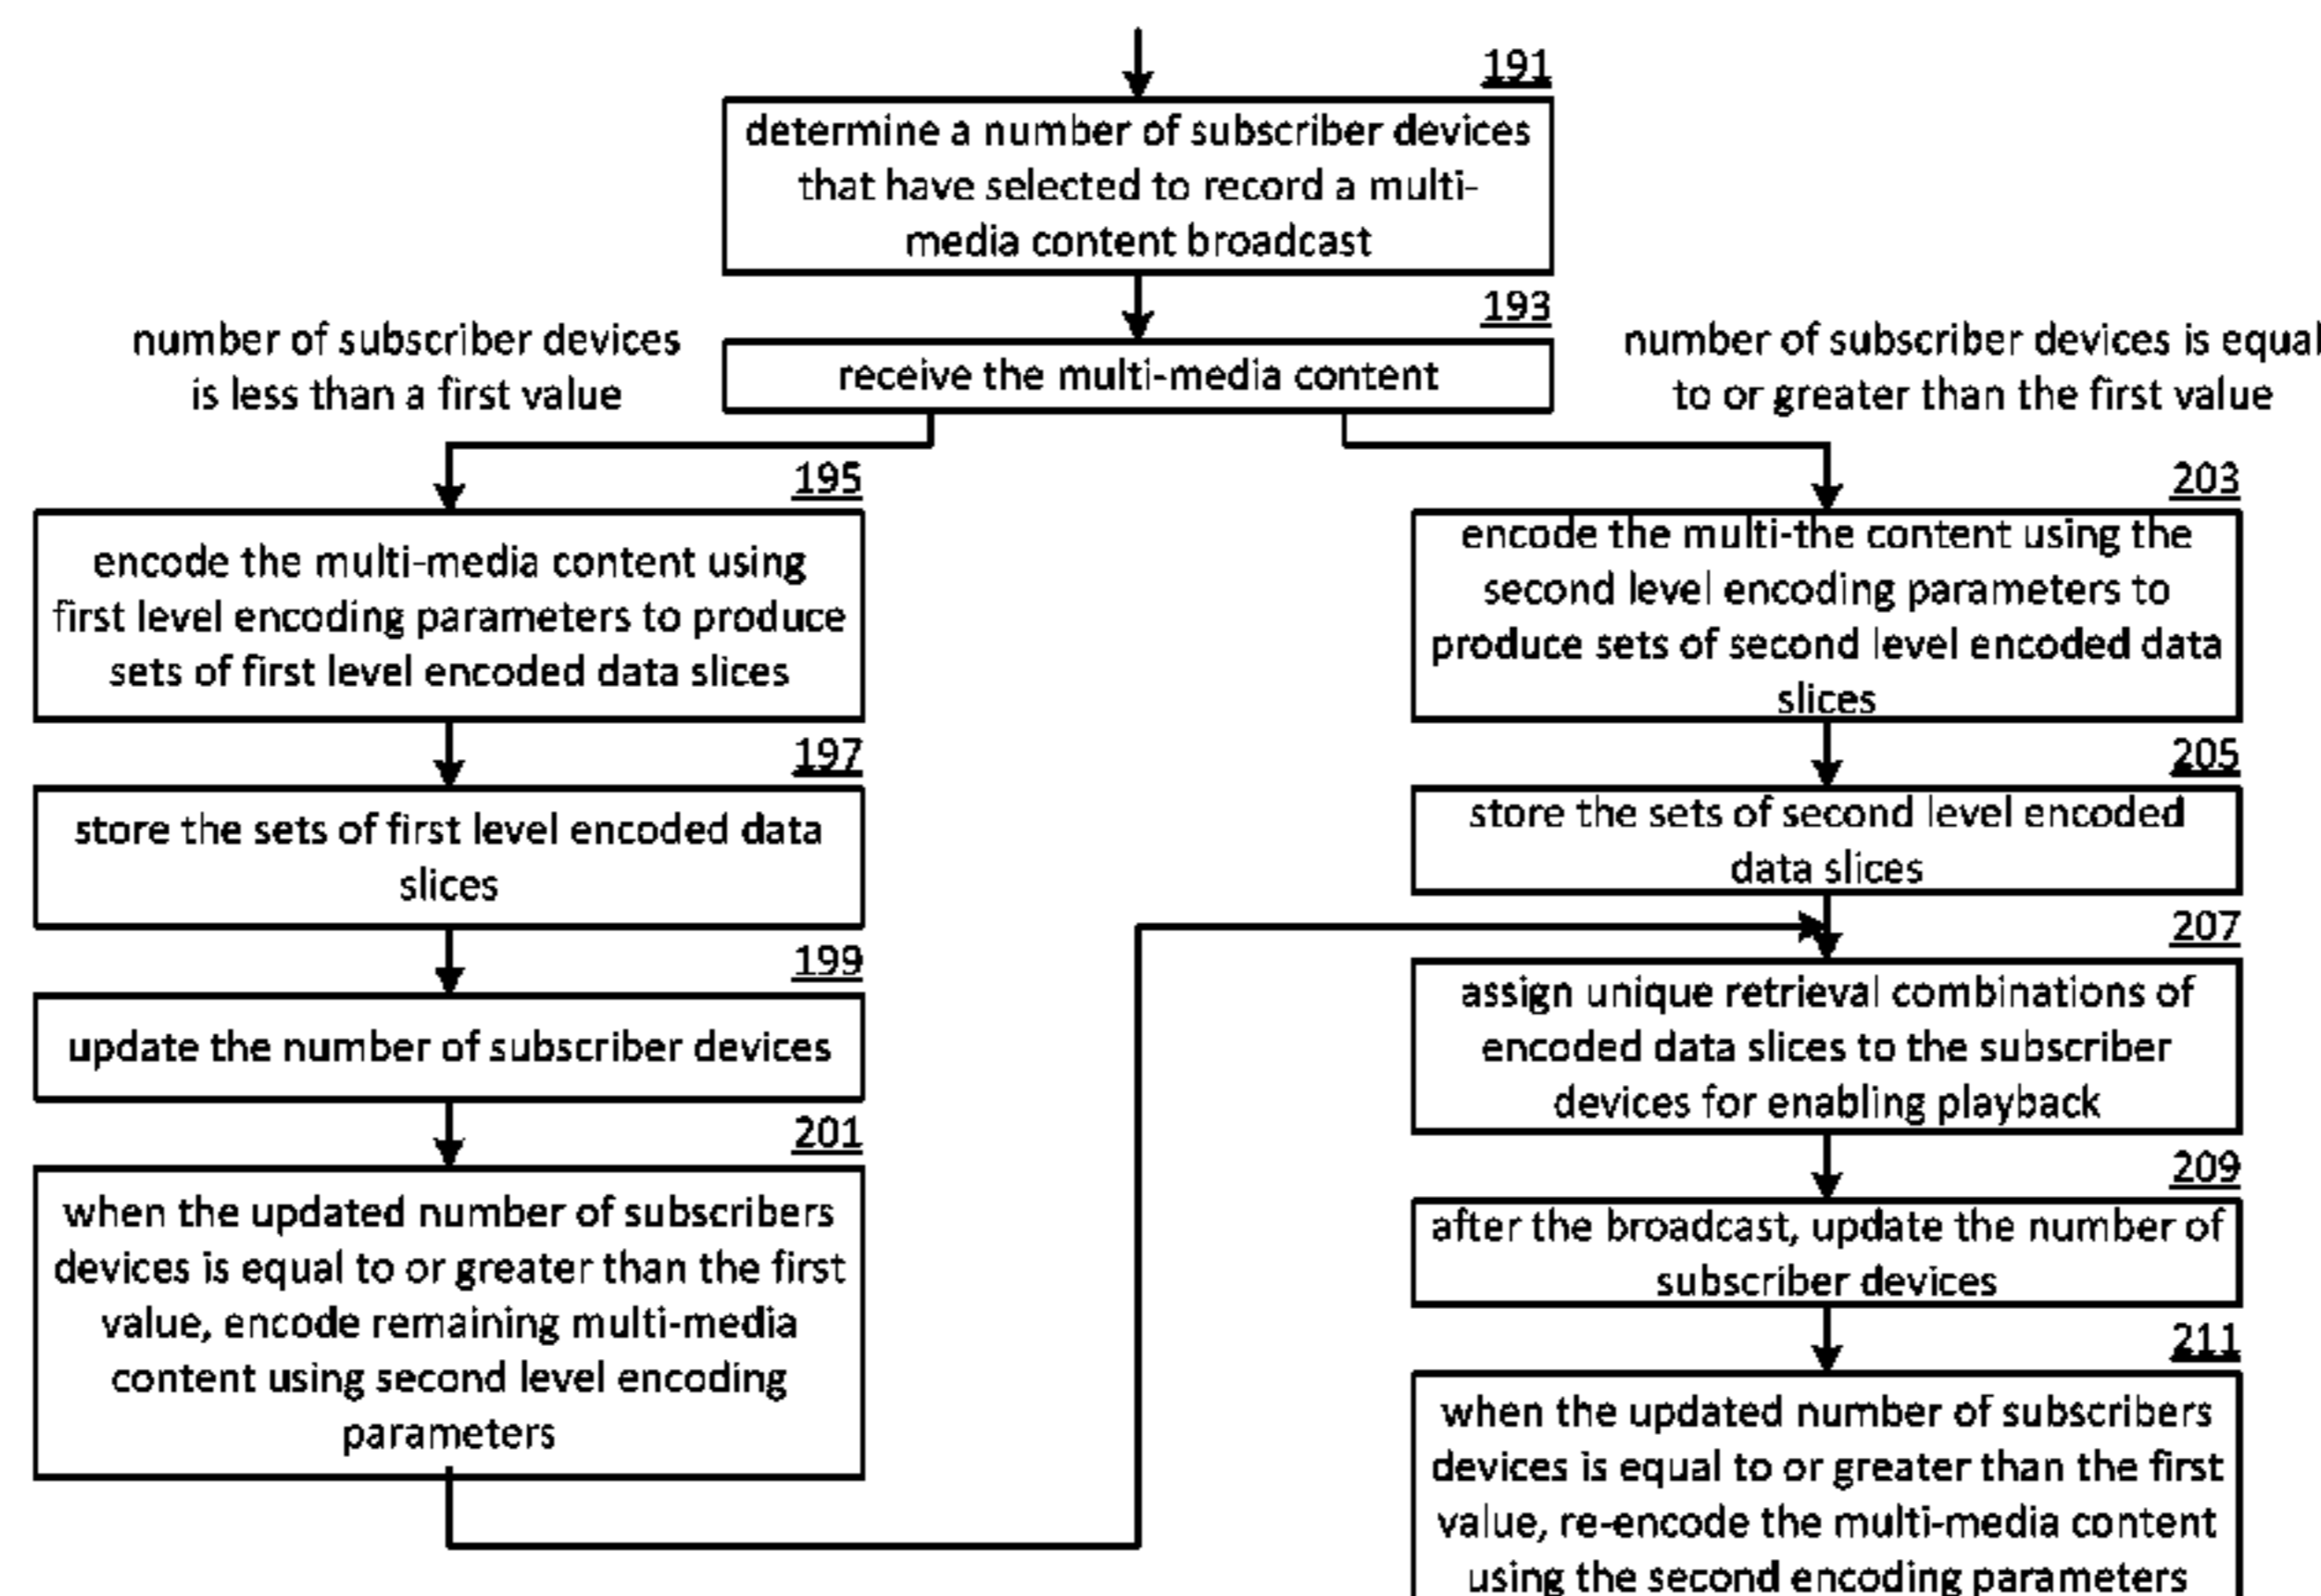 191
determine a number of subscriber devices
that have selected to record a multi-
media content broadcast
193
receive the multi-media content
number of subscriber devices
is less than a first value
number of subscriber devices is equal
to or greater than the first value
195
encode the multi-media content using
first level encoding parameters to produce
sets of first level encoded data slices
197
store the sets of first level encoded data
slices
199
update the number of subscriber devices
201
when the updated number of subscribers
devices is equal to or greater than the first
value, encode remaining multi-media
content using second level encoding
parameters
203
encode the multi-the content using the
second level encoding parameters to
produce sets of second level encoded data
slices
205
store the sets of second level encoded
data slices
207
assign unique retrieval combinations of
encoded data slices to the subscriber
devices for enabling playback
209
after the broadcast, update the number of
subscriber devices
211
when the updated number of subscribers
devices is equal to or greater than the first
value, re-encode the multi-media content
using the second encoding parameters